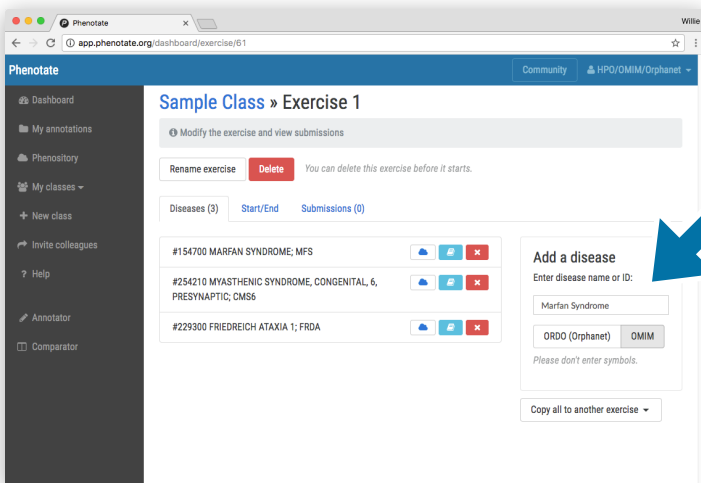 Phenotate
Willie
app.phenotate.org/dashboard/exercise/61
Phenotate
Community
HPO/OMIM/Orphanet
Dashboard
My annotations
Phenository
My classes
New class
Invite colleagues
Help
Annotator
Comparator
Sample Class » Exercise 1
Modify the exercise and view submissions
Rename exercise
Delete
You can delete this exercise before it starts.
Diseases (3)
Start/End
Submissions (0)
#154700 MARFAN SYNDROME; MFS
#254210 MYASTHENIC SYNDROME, CONGENITAL, 6,
PRESYNAPTIC; CMS6
#229300 FRIEDREICH ATAXIA 1; FRDA
Add a disease
Enter disease name or ID:
Marfan Syndrome
ORDO (Orphanet)
OMIM
Please don't enter symbols.
Copy all to another exercise